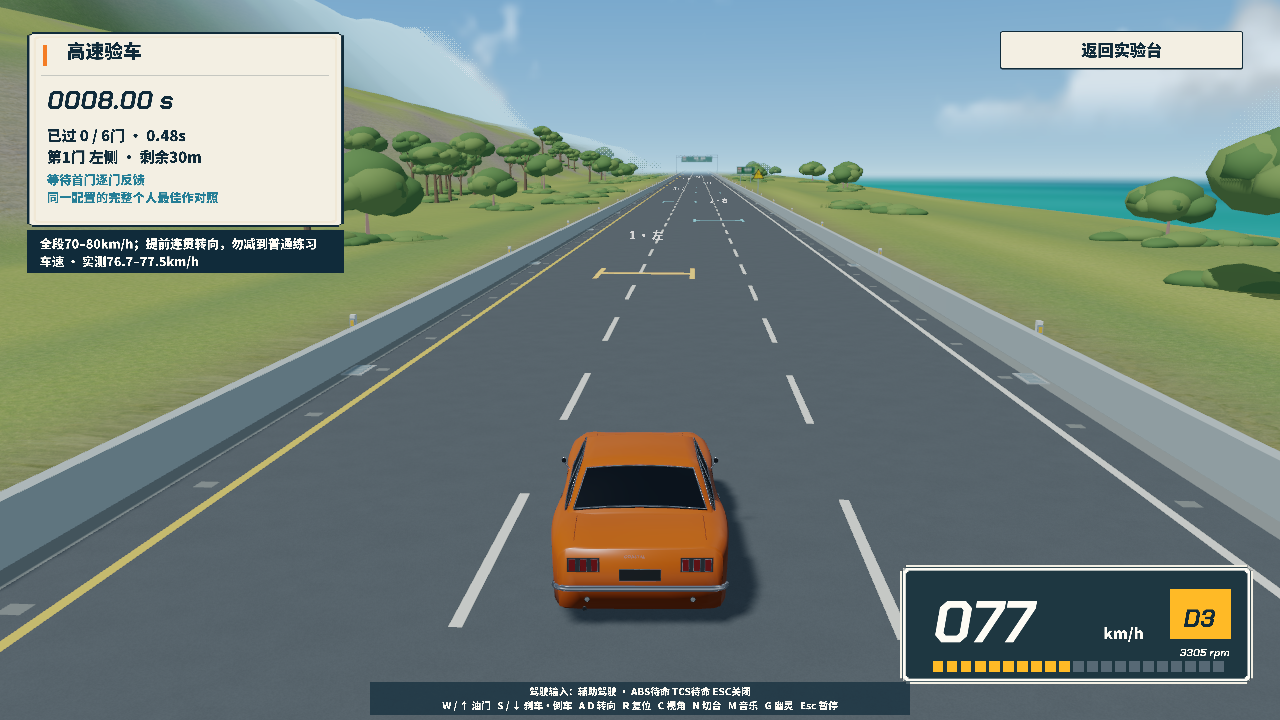 高速验车
0008.00 s
已过 0 / 6门 · 0.48s
第1门 左侧 · 剩余30m
等待首门逐门反馈
同一配置的完整个人最佳作对照
全段70–80km/h；提前连贯转向，勿减到普通练习
车速 · 实测76.7–77.5km/h
返回实验台
1 · 左
077
km/h
D3
3305 rpm
驾驶输入：辅助驾驶 · ABS待命 TCS待命 ESC关闭
W / ↑ 油门 S / ↓ 刹车·倒车 A D 转向 R 复位 C 视角 N 切台 M 音乐 G 幽灵 Esc 暂停